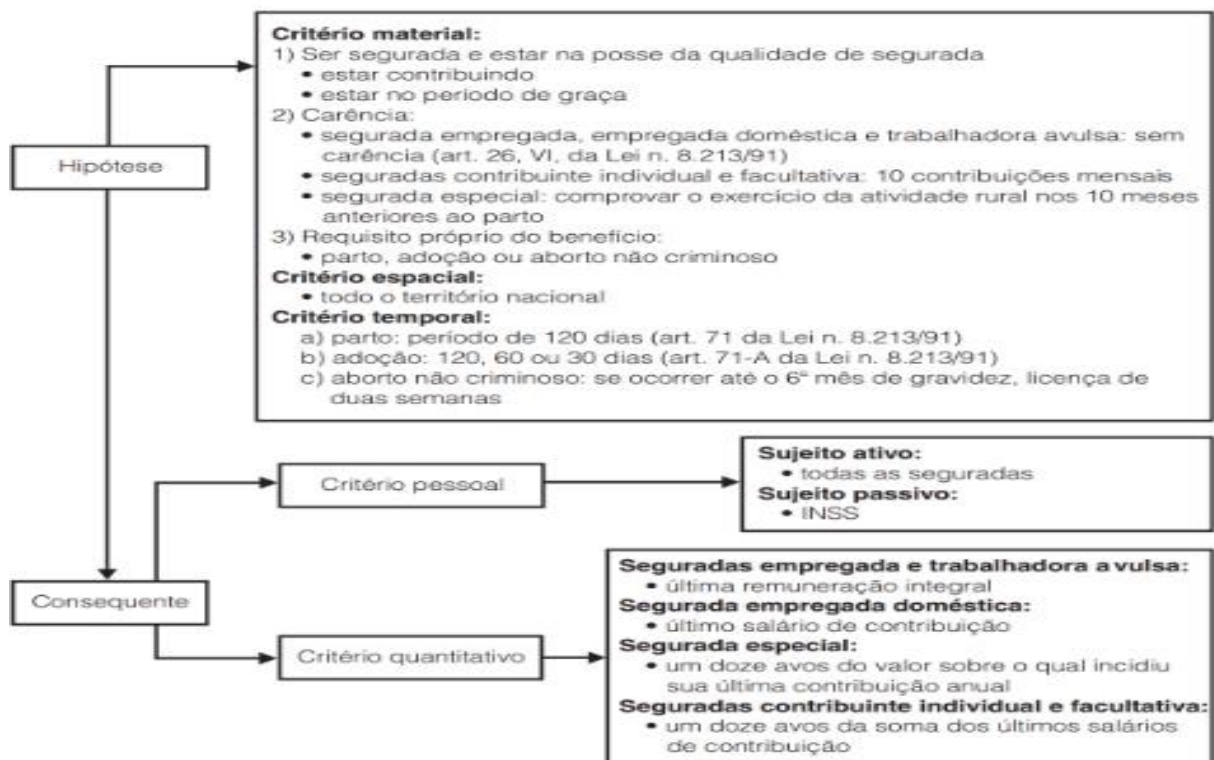 Hipótese
Critério material:
1) Ser segurada e estar na posse da qualidade de segurada
• estar contribuindo
• estar no período de graça
2) Carência:
• segurada empregada, empregada doméstica e trabalhadora avulsa: sem
carência (art. 26, VI, da Lei n. 8.213/91)
• seguradas contribuinte individual e facultativa: 10 contribuições mensais
• segurada especial: comprovar o exercício da atividade rural nos 10 meses
anteriores ao parto
3) Requisito próprio do benefício:
• parto, adoção ou aborto não criminoso
Critério espacial:
• todo o território nacional
Critério temporal:
a) parto: período de 120 dias (art. 71 da Lei n. 8.213/91)
b) adoção: 120, 60 ou 30 dias (art. 71-A da Lei n. 8.213/91)
c) aborto não criminoso: se ocorrer até o 6º mês de gravidez, licença de
duas semanas
Consequente
Critério pessoal
Sujeito ativo:
• todas as seguradas
Sujeito passivo:
• INSS
Critério quantitativo
Seguradas empregada e trabalhadora avulsa:
• última remuneração integral
Segurada empregada doméstica:
• último salário de contribuição
Segurada especial:
• um doze avos do valor sobre o qual incidiu
sua última contribuição anual
Seguradas contribuinte individual e facultativa:
• um doze avos da soma dos últimos salários
de contribuição